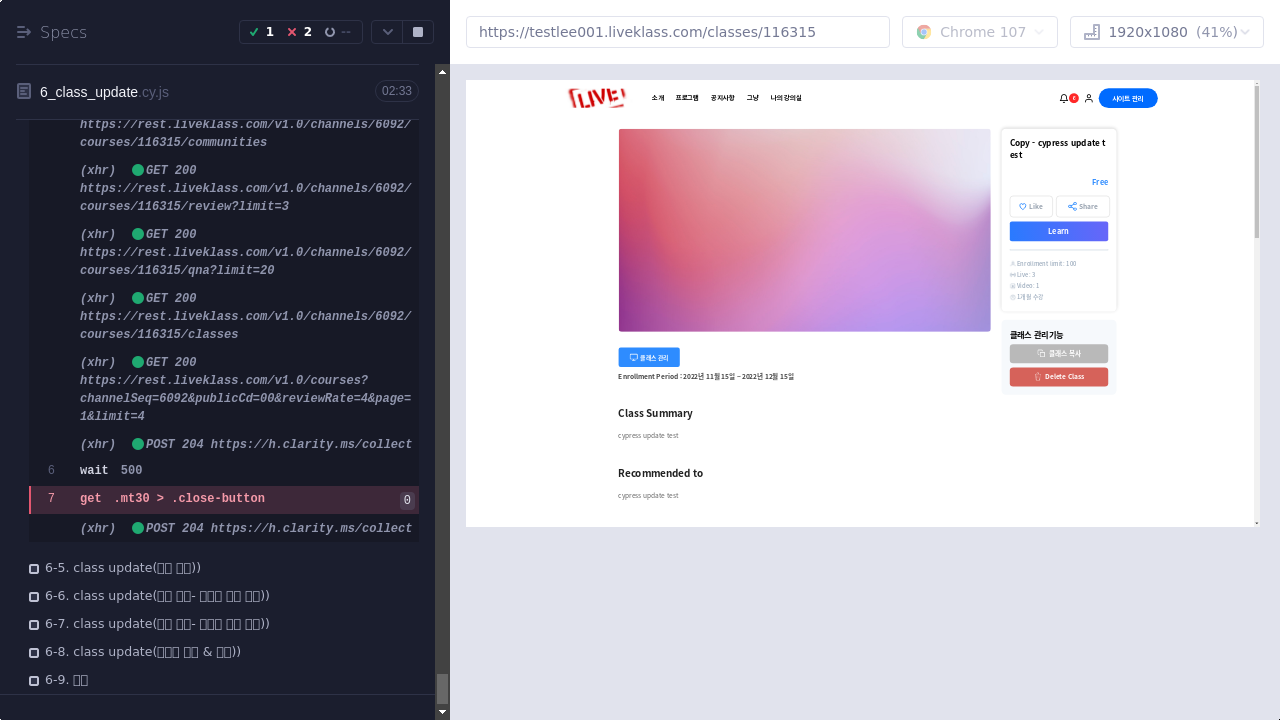 Specs
1
2
--
https://testlee001.liveklass.com/classes/116315
Chrome 107
1920x1080 (41%)
6_class_update.cy.js
02:33
https://rest.liveklass.com/v1.0/channels/6092/
courses/116315/communities
(xhr) GET 200
https://rest.liveklass.com/v1.0/channels/6092/
courses/116315/review?limit=3
(xhr) GET 200
https://rest.liveklass.com/v1.0/channels/6092/
courses/116315/qna?limit=20
(xhr) GET 200
https://rest.liveklass.com/v1.0/channels/6092/
courses/116315/classes
(xhr) GET 200
https://rest.liveklass.com/v1.0/courses?
channelSeq=6092&publicCd=00&reviewRate=4&page=
1&limit=4
(xhr) POST 204 https://h.clarity.ms/collect
6 wait 500
7 get .mt30 > .close-button 0
(xhr) POST 204 https://h.clarity.ms/collect
6-5. class update(▯▯ ▯▯))
6-6. class update(▯▯ ▯▯- ▯▯▯ ▯▯ ▯▯))
6-7. class update(▯▯ ▯▯- ▯▯▯ ▯▯ ▯▯))
6-8. class update(▯▯▯ ▯▯ & ▯▯))
6-9. ▯▯
LIVE!
소개 프로그램 공지사항 그냥 나의 강의실
6
사이트 관리
Copy - cypress update t
est
Free
Like
Share
Learn
Enrollment limit: 100
Live: 3
Video: 1
1개월 수강
클래스 관리기능
클래스 복사
Delete Class
클래스 관리
Enrollment Period : 2022년 11월 15일 ~ 2022년 12월 15일
Class Summary
cypress update test
Recommended to
cypress update test